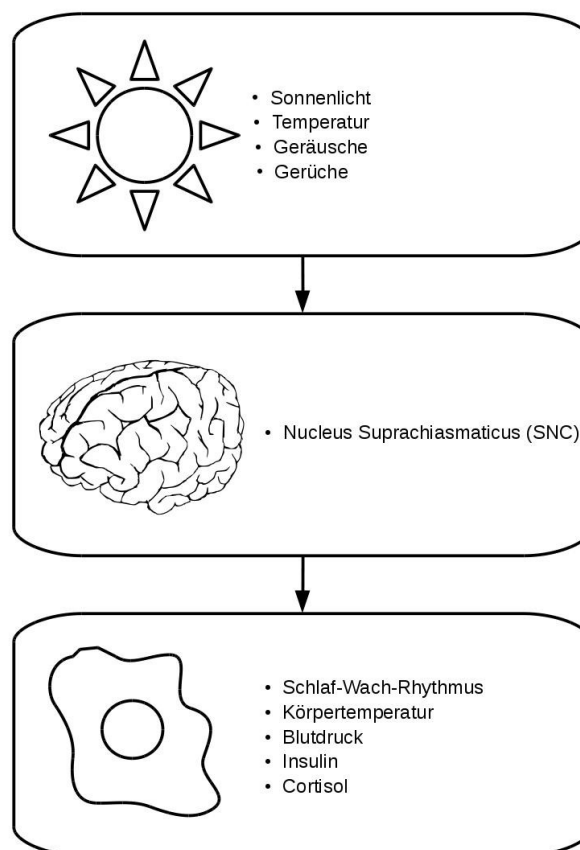 • Sonnenlicht
• Temperatur
• Geräusche
• Gerüche
• Nucleus Suprachiasmaticus (SNC)
• Schlaf-Wach-Rhythmus
• Körpertemperatur
• Blutdruck
• Insulin
• Cortisol